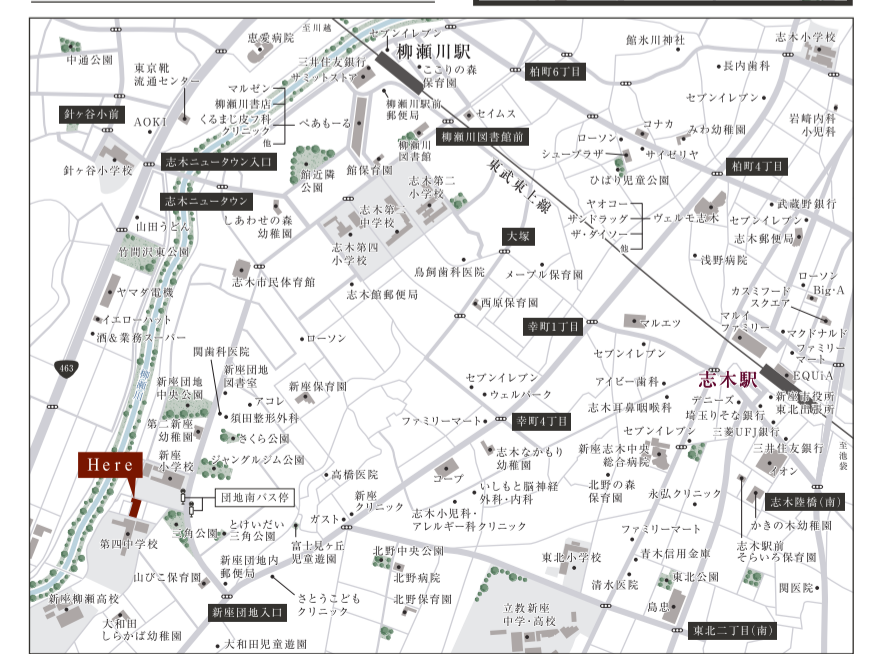 至川越
セブンイレブン
恵愛病院
中通公園
柳瀬川駅
三井住友銀行
サミットストア
ここりの森
保育園
館氷川神社
志木小学校
東京靴
流通センター
柏町6丁目
長内歯科
マルゼン
柳瀬川書店
くるまじ皮フ科
クリニック
他
ぺあもーる
柳瀬川駅前
郵便局
セイムス
セブンイレブン
岩﨑内科
小児科
針ヶ谷小前
AOKI
柳瀬川図書館前
コナカ
みわ幼稚園
ローソン
シュープラザ
サイゼリヤ
柳瀬川
図書館
針ヶ谷小学校
志木ニュータウン入口
館近隣
公園
館保育園
ひばり児童公園
柏町4丁目
志木ニュータウン
志木第二
小学校
東武東上線
しあわせの森
幼稚園
志木第二
中学校
ヤオコー
サンドラッグ
ザ・ダイソー
他
ヴェルモ志木
武蔵野銀行
セブンイレブン
志木郵便局
山田うどん
大塚
竹間沢東公園
志木第四
小学校
浅野病院
鳥飼歯科医院
メープル保育園
志木市民体育館
ヤマダ電機
志木館郵便局
西原保育園
ローソン
Big-A
カスミフード
スクエア
イエローハット
酒&業務スーパー
幸町1丁目
マルエツ
マルイ
ファミリー
マクドナルド
ローソン
関歯科医院
セブンイレブン
ファミリー
マート
463
柳瀬川
新座団地
図書室
新座団地
中央公園
新座保育園
アコレ
セブンイレブン
ウェルパーク
アイビー歯科
志木駅
EQUiA
須田整形外科
志木耳鼻咽喉科
デニーズ
新座市役所
東北出張所
埼玉りそな銀行
第二新座
幼稚園
さくら公園
ファミリーマート
幸町4丁目
セブンイレブン
三菱UFJ銀行
至池袋
Here
新座
小学校
ジャングルジム公園
志木なかもり
幼稚園
新座志木中央
総合病院
三井住友銀行
イオン
高橋医院
コープ
いしもと脳神経
外科・内科
北野の森
保育園
団地南バス停
新座
クリニック
永弘クリニック
志木陸橋(南)
志木小児科・
アレルギー科クリニック
かきの木幼稚園
三角公園
とけいだい
三角公園
ガスト
第四中学校
富士見ヶ丘
児童遊園
ファミリーマート
志木駅前
そらいろ保育園
北野中央公園
東北小学校
青木信用金庫
新座団地内
郵便局
山びこ保育園
北野病院
清水医院
東北公園
関医院
さとうこども
クリニック
北野保育園
新座柳瀬高校
新座団地入口
立教新座
中学・高校
島忠
大和田
しらかば幼稚園
東北二丁目(南)
大和田児童遊園